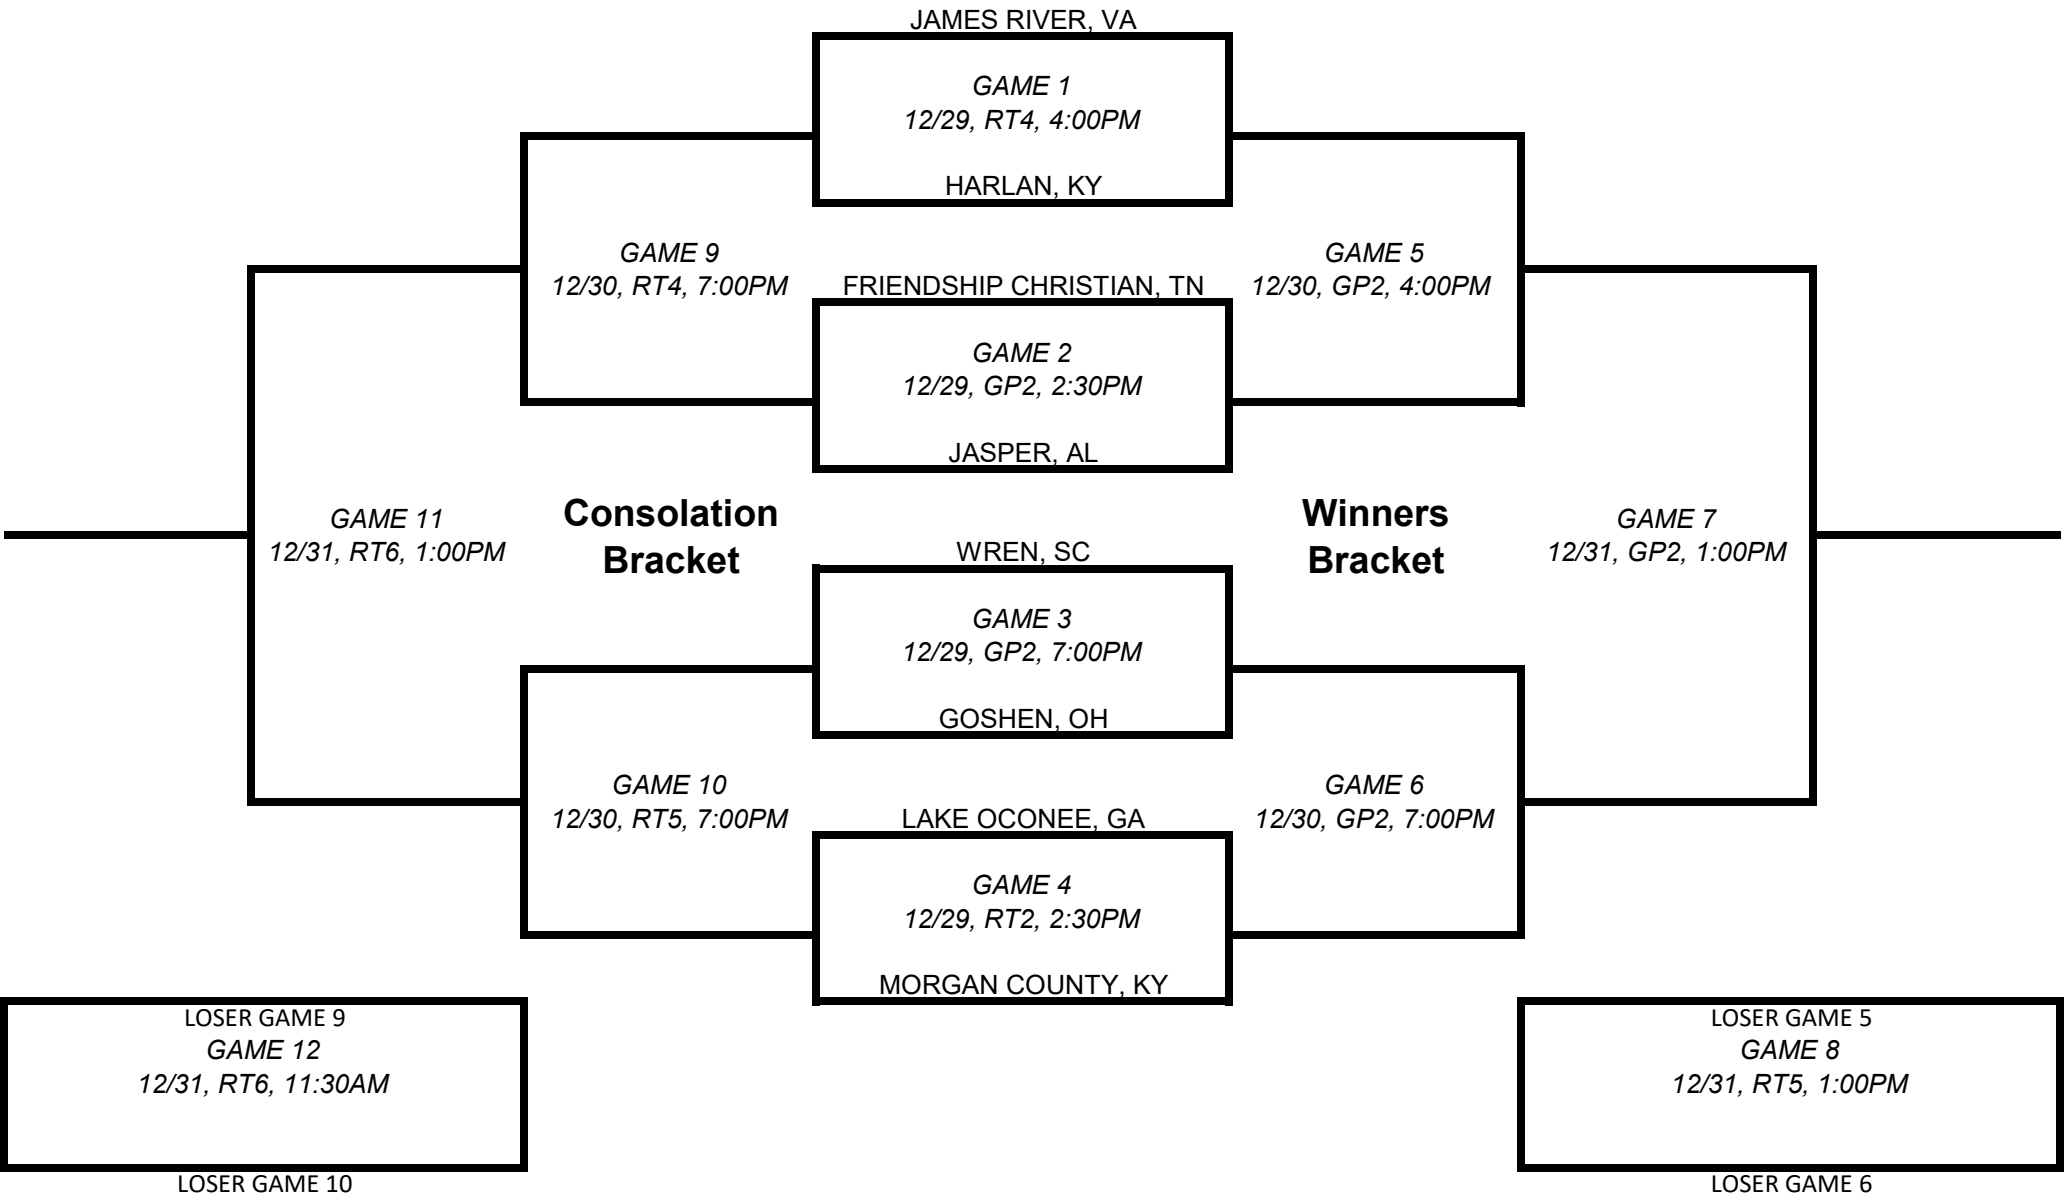 JAMES RIVER, VA
GAME 1
12/29, RT4, 4:00PM
HARLAN, KY
GAME 9
12/30, RT4, 7:00PM
GAME 5
12/30, GP2, 4:00PM
FRIENDSHIP CHRISTIAN, TN
GAME 2
12/29, GP2, 2:30PM
JASPER, AL
GAME 11
12/31, RT6, 1:00PM
Consolation
Bracket
Winners
Bracket
GAME 7
12/31, GP2, 1:00PM
WREN, SC
GAME 3
12/29, GP2, 7:00PM
GOSHEN, OH
GAME 10
12/30, RT5, 7:00PM
GAME 6
12/30, GP2, 7:00PM
LAKE OCONEE, GA
GAME 4
12/29, RT2, 2:30PM
MORGAN COUNTY, KY
LOSER GAME 9
GAME 12
12/31, RT6, 11:30AM
LOSER GAME 10
LOSER GAME 5
GAME 8
12/31, RT5, 1:00PM
LOSER GAME 6